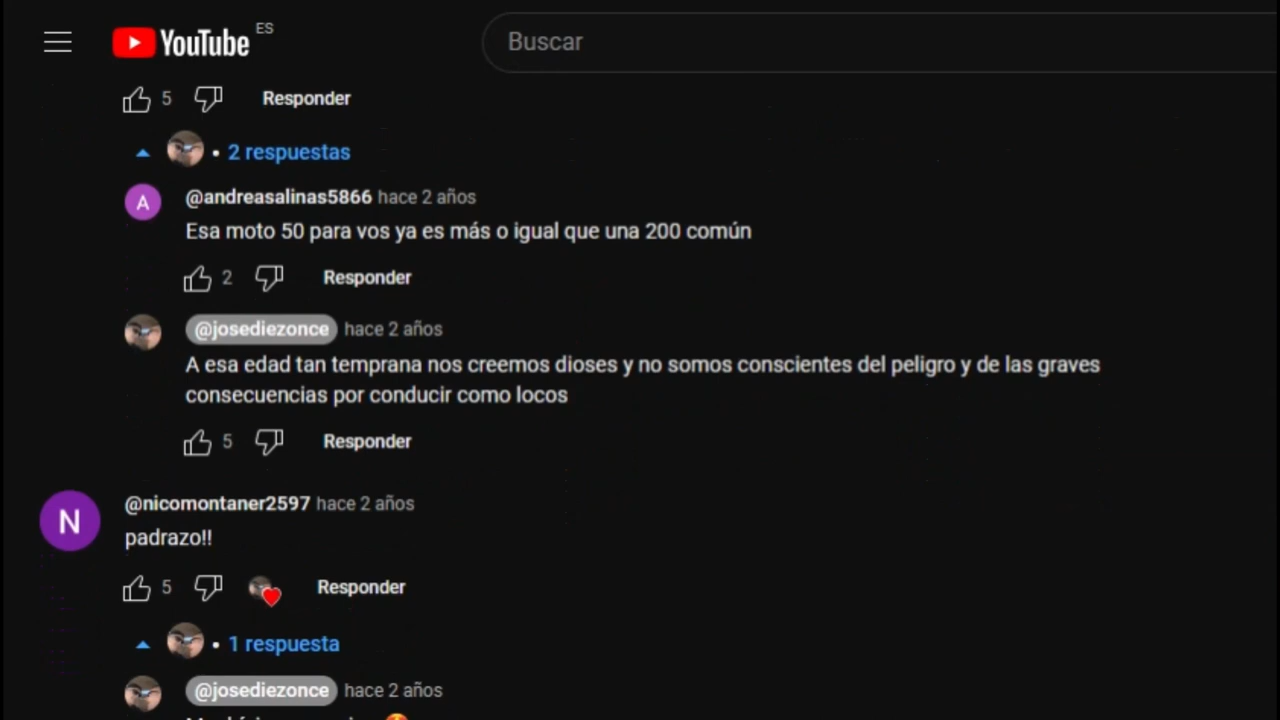 YouTube ES
Buscar
5 Responder
• 2 respuestas
A @andreasalinas5866 hace 2 años
Esa moto 50 para vos ya es más o igual que una 200 común
2 Responder
@josediezonce hace 2 años
A esa edad tan temprana nos creemos dioses y no somos conscientes del peligro y de las graves
consecuencias por conducir como locos
5 Responder
N @nicomontaner2597 hace 2 años
padrazo!!
5 Responder
• 1 respuesta
@josediezonce hace 2 años